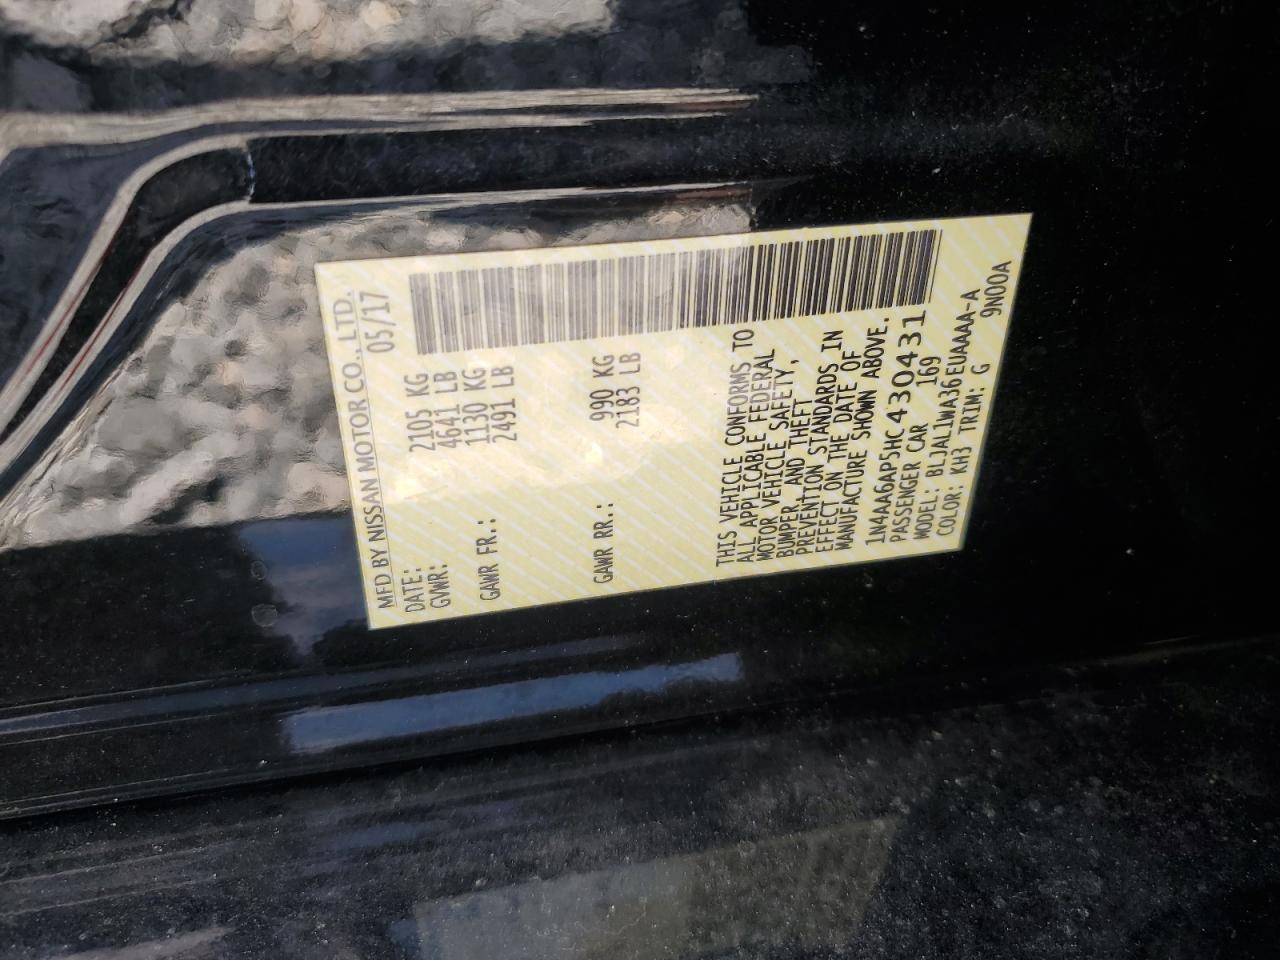 MFD BY NISSAN MOTOR CO., LTD.
DATE: 05/17
GVWR: 2105 KG
4641 LB
GAWR FR.: 1130 KG
2491 LB
GAWR RR.: 990 KG
2183 LB
THIS VEHICLE CONFORMS TO
ALL APPLICABLE FEDERAL
MOTOR VEHICLE SAFETY,
BUMPER, AND THEFT
PREVENTION STANDARDS IN
EFFECT ON THE DATE OF
MANUFACTURE SHOWN ABOVE.
1N4AA6AP5HC430431
PASSENGER CAR 169
MODEL: BLJAL1WA36EUAAAA-A
COLOR: KH3 TRIM: G 9N00A